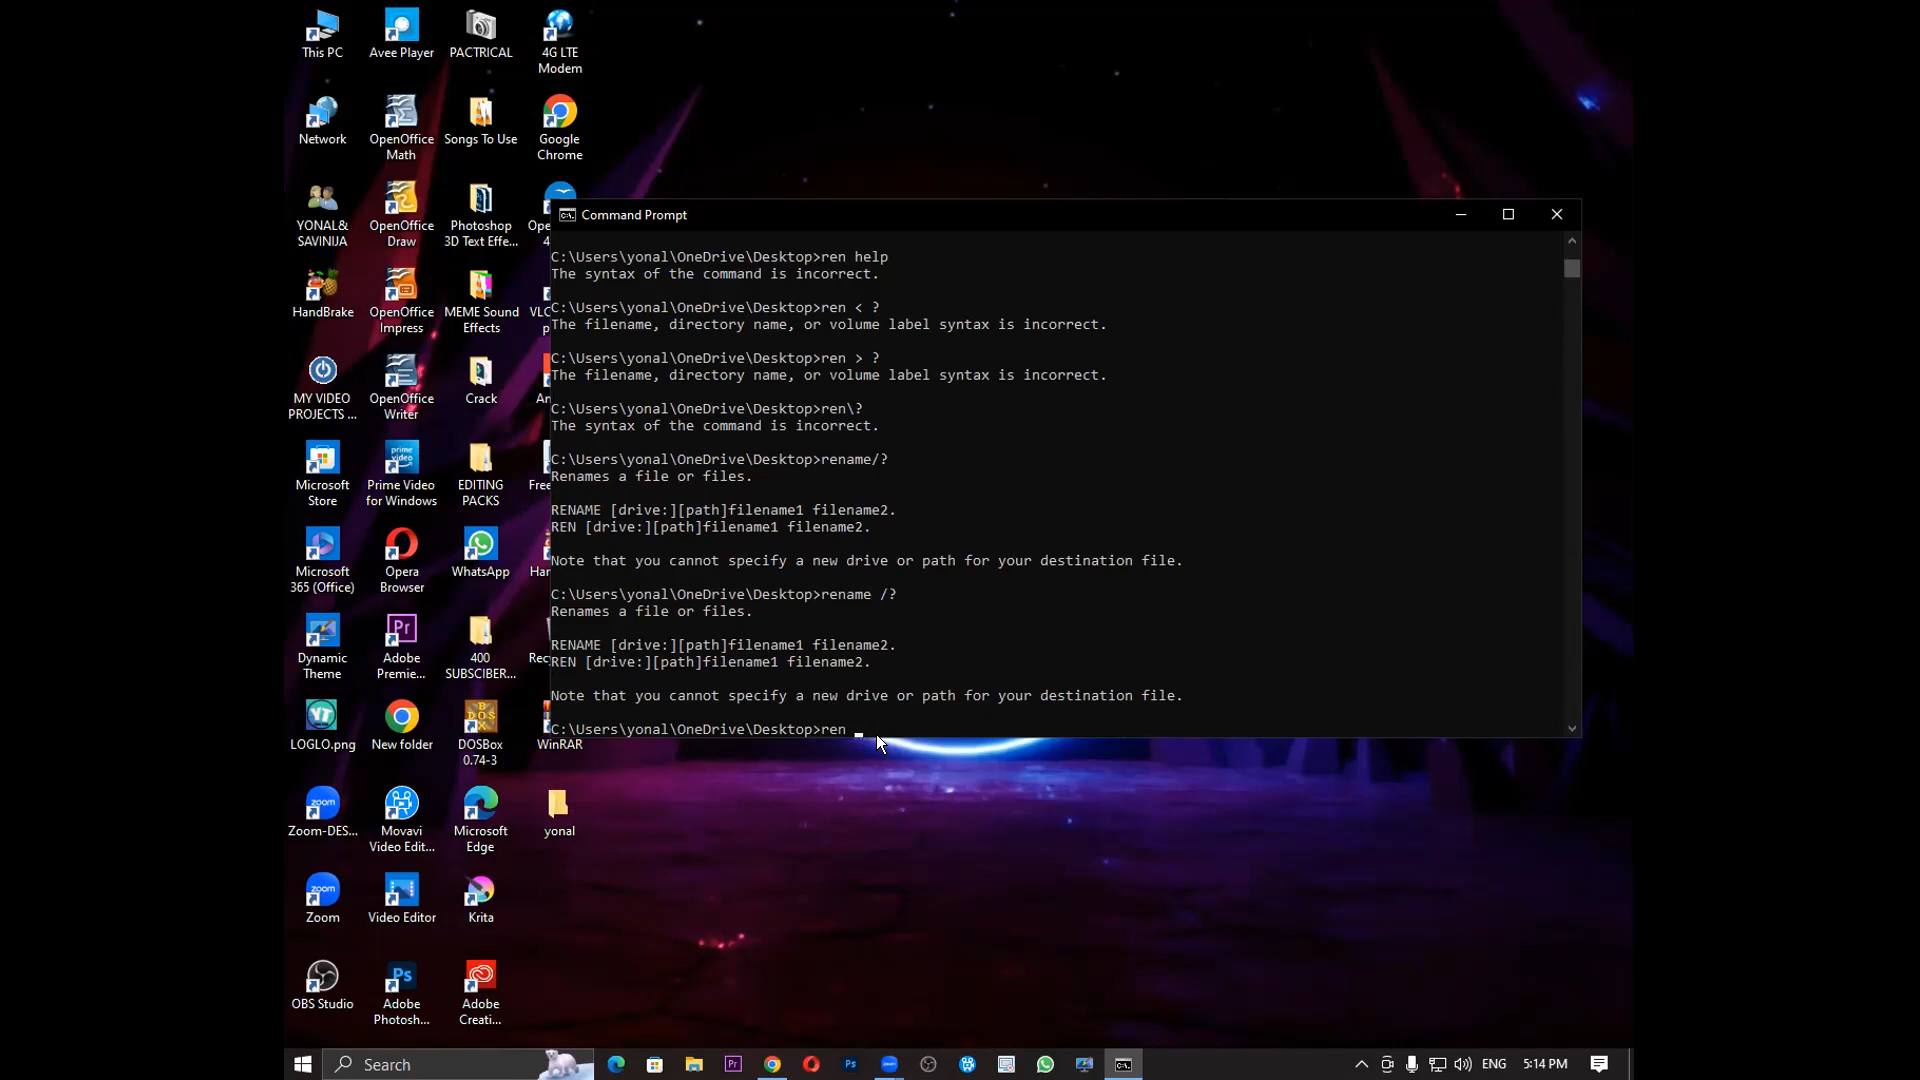 This PC
Avee Player
PACTRICAL
4G LTE
Modem
Network
OpenOffice
Math
Songs To Use
Google
Chrome
YONAL&
SAVINIJA
OpenOffice
Draw
Photoshop
3D Text Effe...
HandBrake
OpenOffice
Impress
MEME Sound
Effects
MY VIDEO
PROJECTS ...
OpenOffice
Writer
Crack
Microsoft
Store
Prime Video
for Windows
EDITING
PACKS
Microsoft
365 (Office)
Opera
Browser
WhatsApp
Dynamic
Theme
Adobe
Premie...
400
SUBSCIBER...
LOGLO.png
New folder
DOSBox
0.74-3
WinRAR
Zoom-DES...
Movavi
Video Edit...
Microsoft
Edge
yonal
Zoom
Video Editor
Krita
OBS Studio
Adobe
Photosh...
Adobe
Creati...
Command Prompt
C:\Users\yonal\OneDrive\Desktop>ren help
The syntax of the command is incorrect.
C:\Users\yonal\OneDrive\Desktop>ren < ?
The filename, directory name, or volume label syntax is incorrect.
C:\Users\yonal\OneDrive\Desktop>ren > ?
The filename, directory name, or volume label syntax is incorrect.
C:\Users\yonal\OneDrive\Desktop>ren\?
The syntax of the command is incorrect.
C:\Users\yonal\OneDrive\Desktop>rename/?
Renames a file or files.
RENAME [drive:][path]filename1 filename2.
REN [drive:][path]filename1 filename2.
Note that you cannot specify a new drive or path for your destination file.
C:\Users\yonal\OneDrive\Desktop>rename /?
Renames a file or files.
RENAME [drive:][path]filename1 filename2.
REN [drive:][path]filename1 filename2.
Note that you cannot specify a new drive or path for your destination file.
C:\Users\yonal\OneDrive\Desktop>ren
Search
ENG
5:14 PM